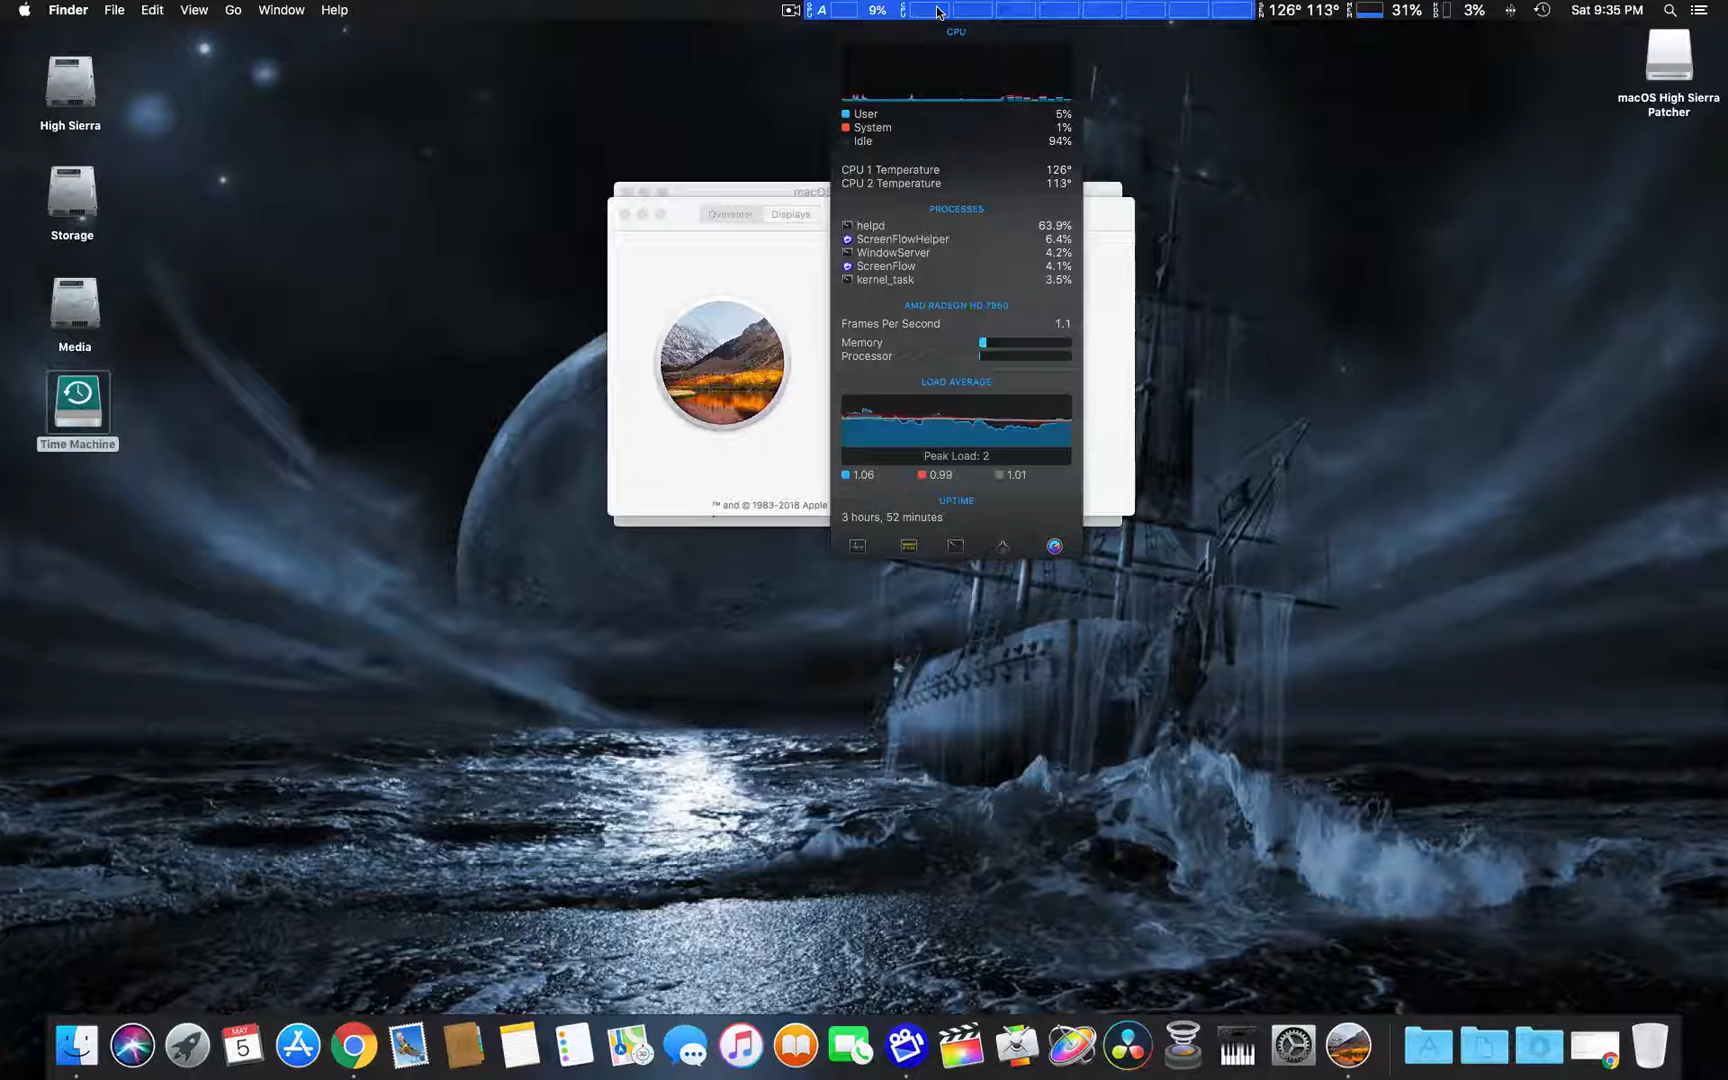 Finder File Edit View Go Window Help
A 9% 126° 113° 31% 3% Sat 9:35 PM
High Sierra
Storage
Media
Time Machine
macOS High Sierra
Patcher
macOS
Overview Displays
™ and © 1983-2018 Apple
CPU
User 5%
System 1%
Idle 94%
CPU 1 Temperature 126°
CPU 2 Temperature 113°
PROCESSES
helpd 63.9%
ScreenFlowHelper 6.4%
WindowServer 4.2%
ScreenFlow 4.1%
kernel_task 3.5%
AMD RADEON HD 7950
Frames Per Second 1.1
Memory
Processor
LOAD AVERAGE
Peak Load: 2
1.06 0.99 1.01
UPTIME
3 hours, 52 minutes
MAY
5